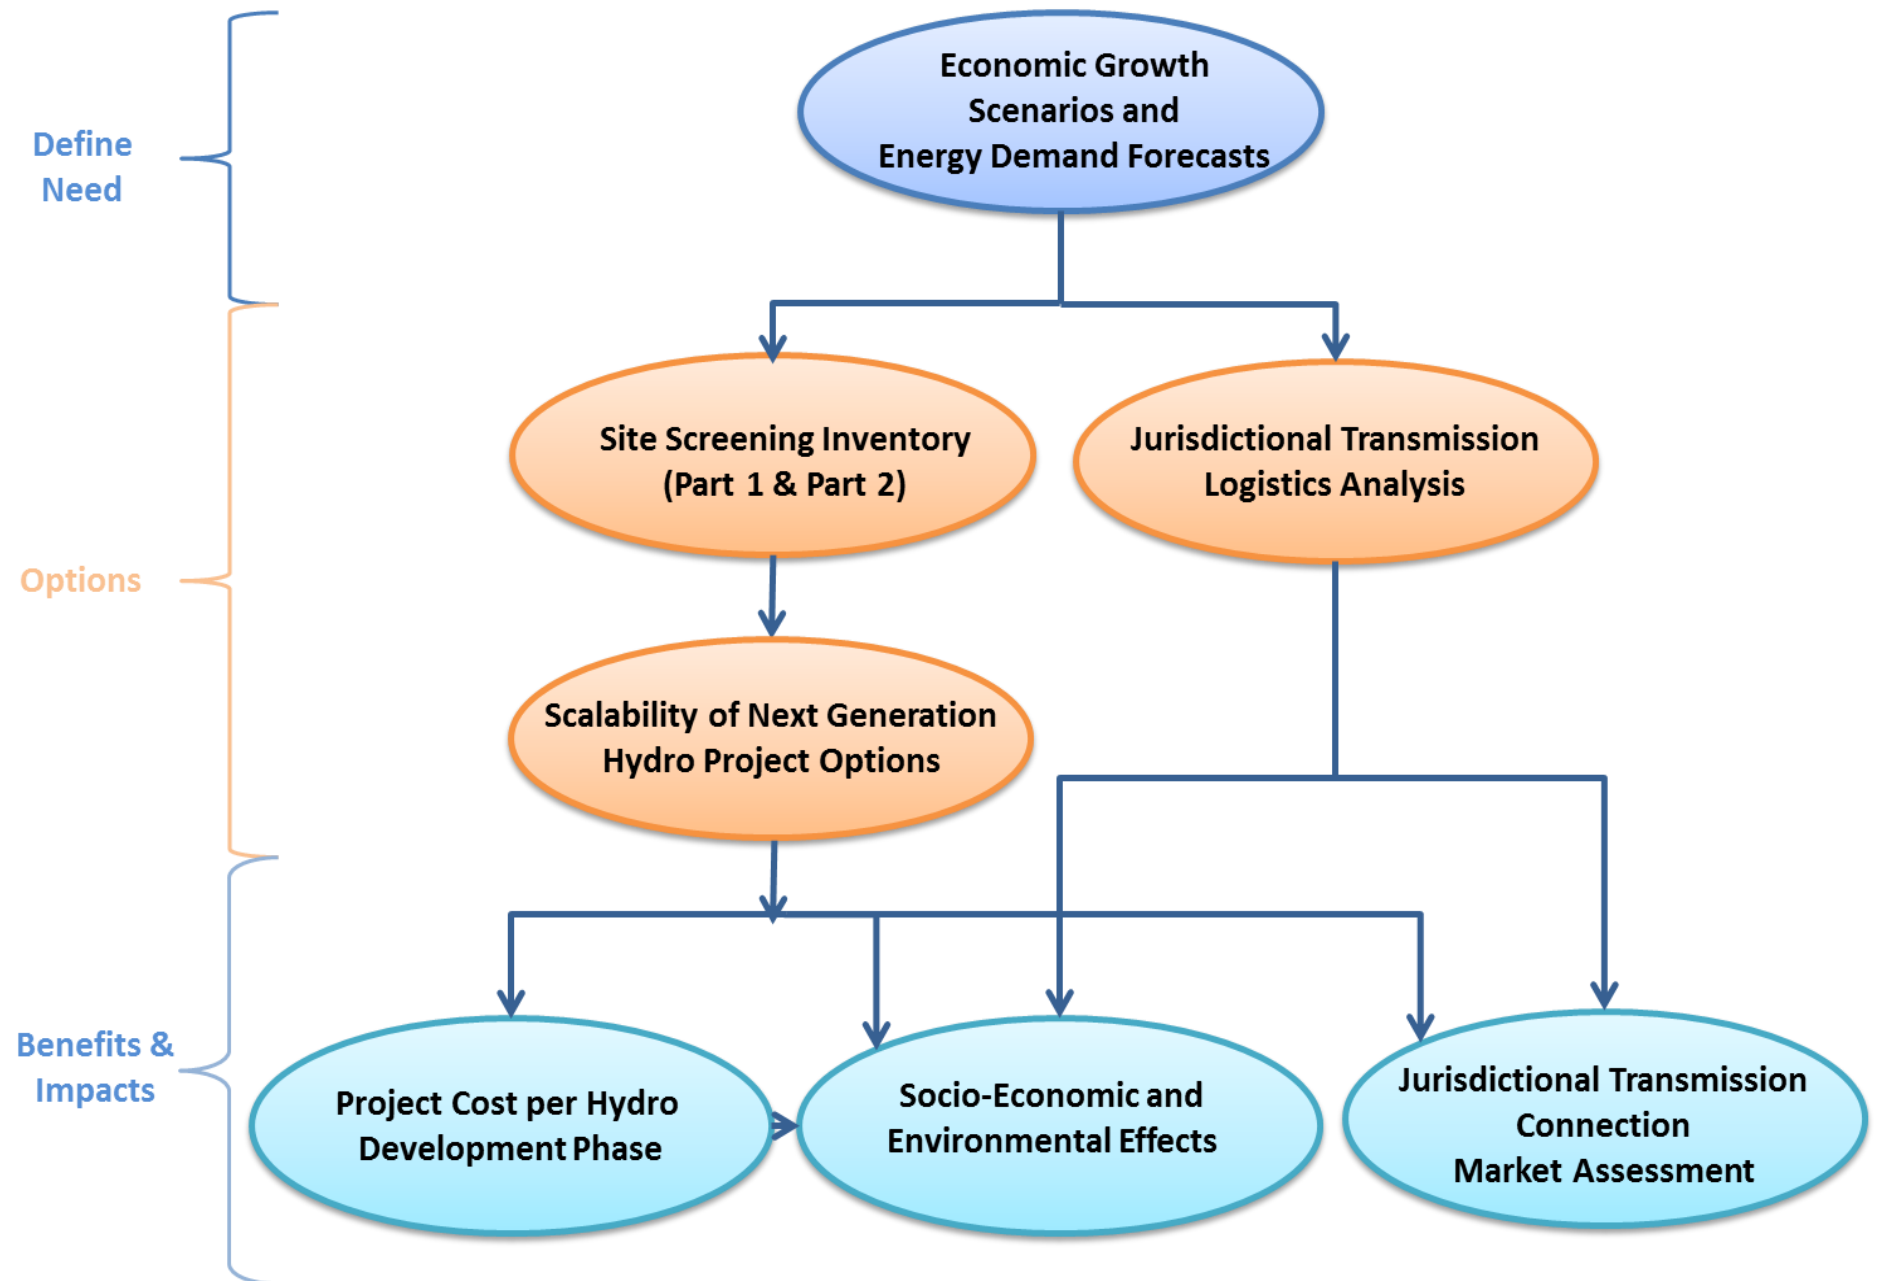 Define
Need
Economic Growth
Scenarios and
Energy Demand Forecasts
Options
Site Screening Inventory
(Part 1 & Part 2)
Jurisdictional Transmission
Logistics Analysis
Scalability of Next Generation
Hydro Project Options
Benefits &
Impacts
Project Cost per Hydro
Development Phase
Socio-Economic and
Environmental Effects
Jurisdictional Transmission
Connection
Market Assessment